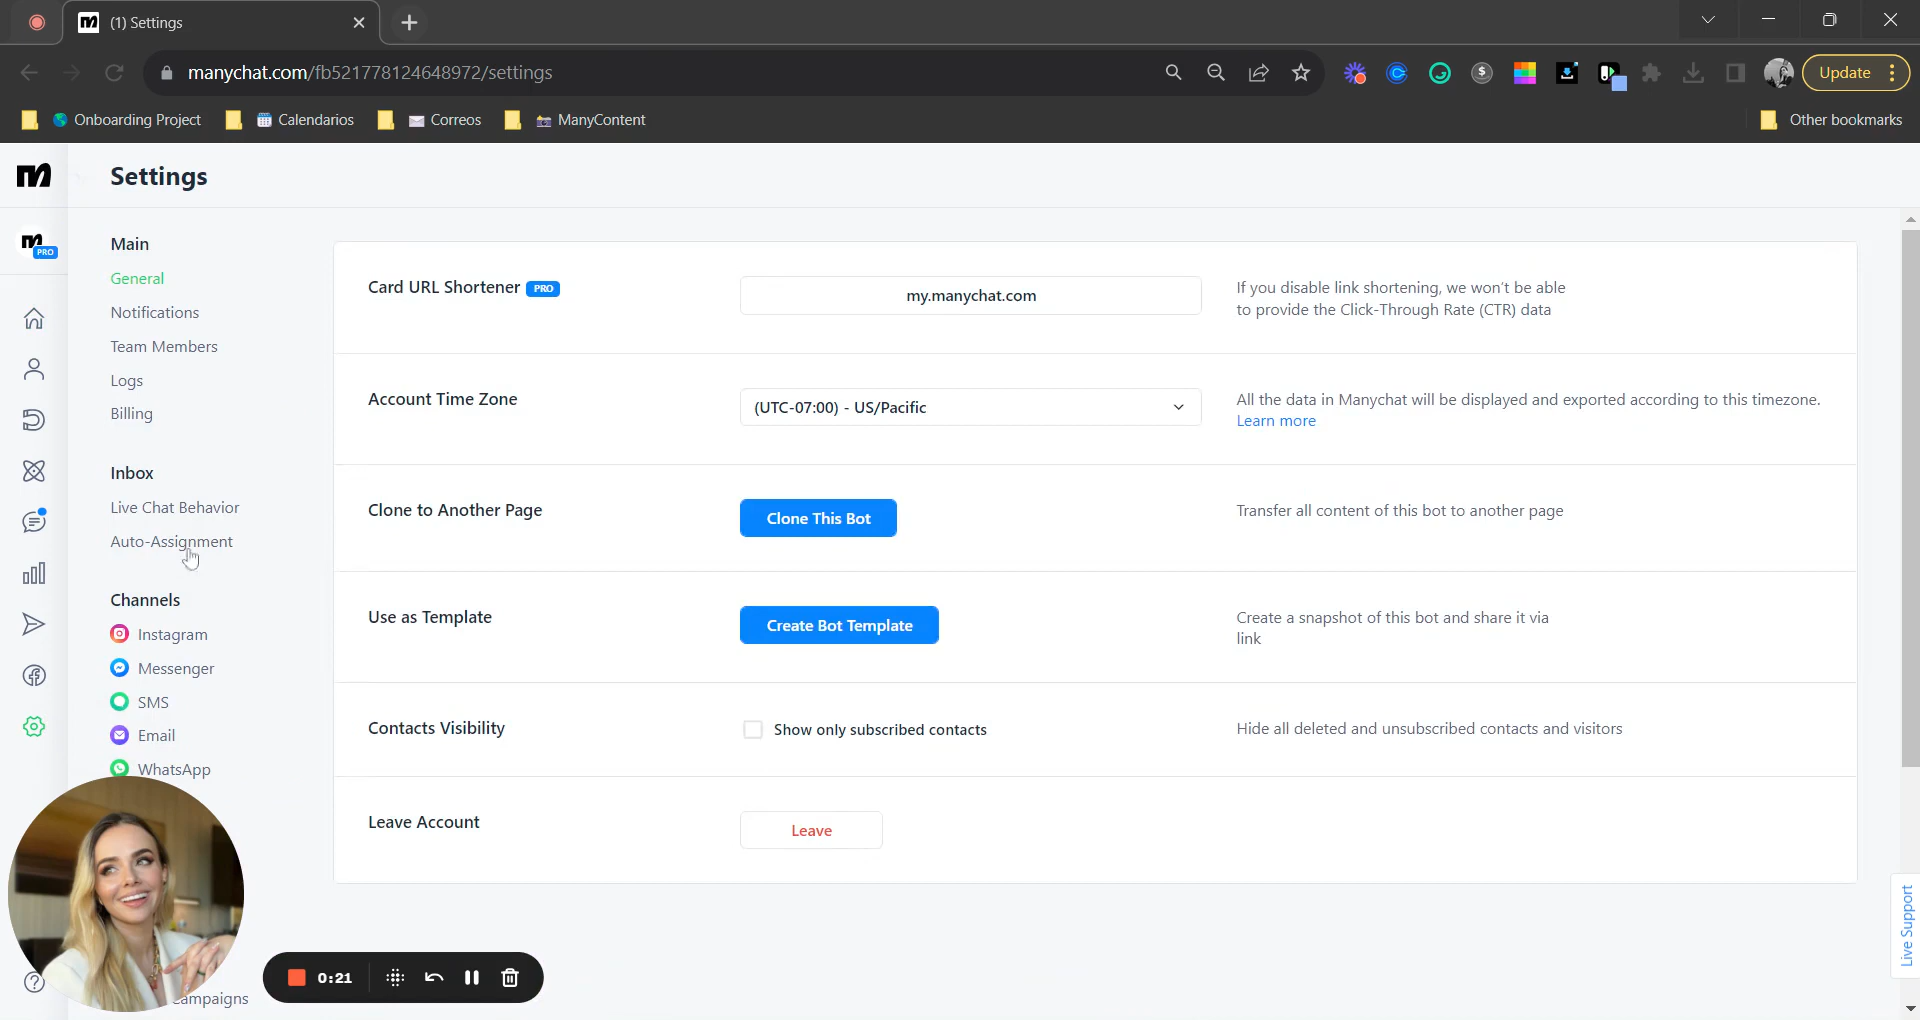 (1) Settings
manychat.com/fb521778124648972/settings
Update
Onboarding Project
Calendarios
Correos
ManyContent
Other bookmarks
Settings
PRO
Main
General
Notifications
Team Members
Logs
Billing
Inbox
Live Chat Behavior
Auto-Assignment
Channels
Instagram
Messenger
SMS
Email
WhatsApp
Campaigns
Card URL Shortener PRO
my.manychat.com
If you disable link shortening, we won't be able
to provide the Click-Through Rate (CTR) data
Account Time Zone
(UTC-07:00) - US/Pacific
All the data in Manychat will be displayed and exported according to this timezone.
Learn more
Clone to Another Page
Clone This Bot
Transfer all content of this bot to another page
Use as Template
Create Bot Template
Create a snapshot of this bot and share it via
link
Contacts Visibility
Show only subscribed contacts
Hide all deleted and unsubscribed contacts and visitors
Leave Account
Leave
Live Support
0:21